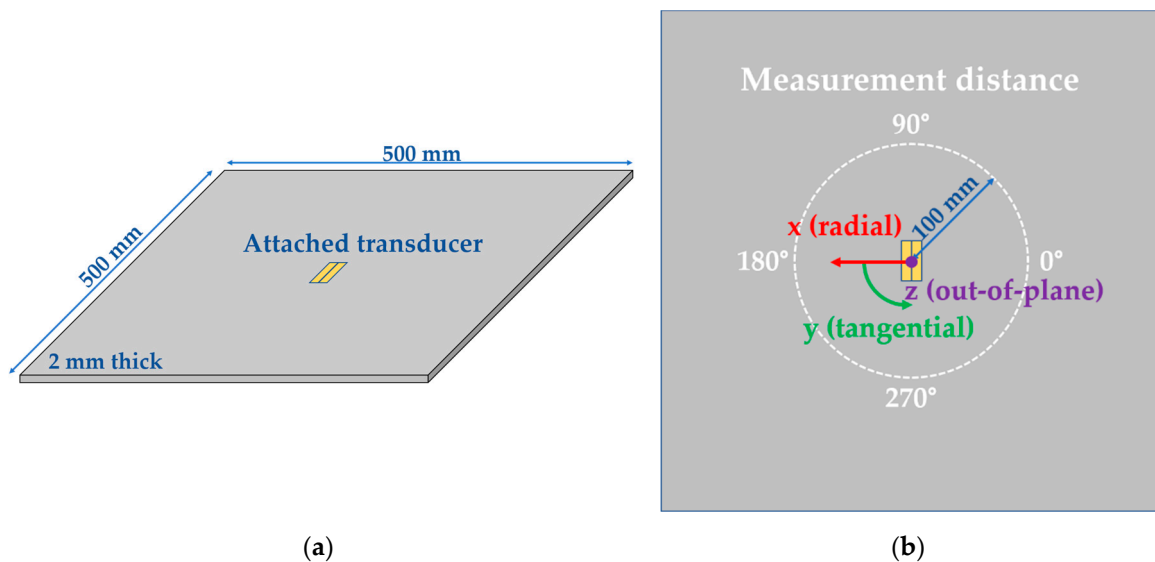 500 mm
500 mm
Attached transducer
2 mm thick
(a)
Measurement distance
90°
100 mm
x (radial)
180°
0°
z (out-of-plane)
y (tangential)
270°
(b)